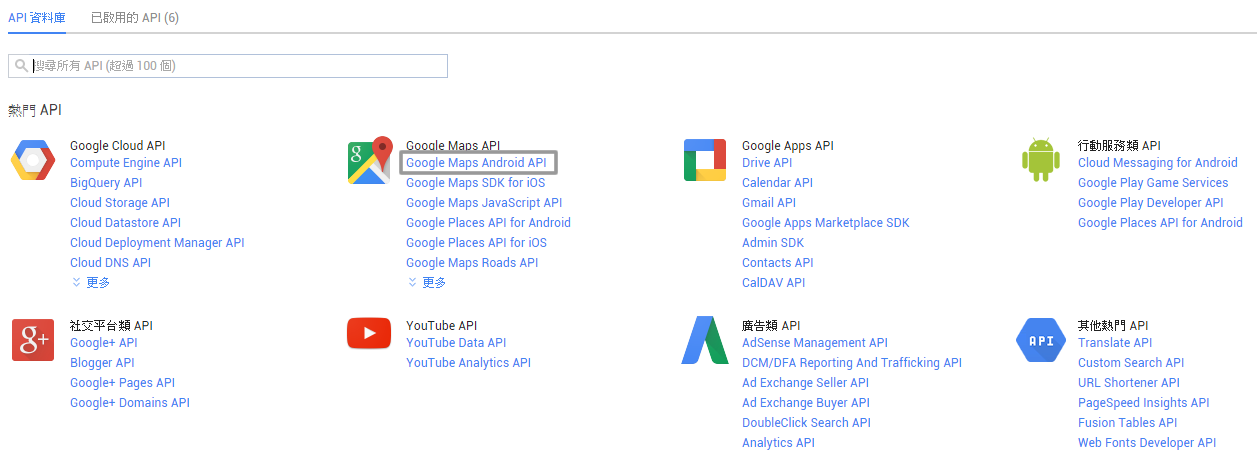 API 資料庫
已啟用的 API (6)
搜尋所有 API (超過 100 個)
熱門 API
Google Cloud API
Compute Engine API
BigQuery API
Cloud Storage API
Cloud Datastore API
Cloud Deployment Manager API
Cloud DNS API
更多
Google Maps API
Google Maps Android API
Google Maps SDK for iOS
Google Maps JavaScript API
Google Places API for Android
Google Places API for iOS
Google Maps Roads API
更多
Google Apps API
Drive API
Calendar API
Gmail API
Google Apps Marketplace SDK
Admin SDK
Contacts API
CalDAV API
行動服務類 API
Cloud Messaging for Android
Google Play Game Services
Google Play Developer API
Google Places API for Android
社交平台類 API
Google+ API
Blogger API
Google+ Pages API
Google+ Domains API
YouTube API
YouTube Data API
YouTube Analytics API
廣告類 API
AdSense Management API
DCM/DFA Reporting And Trafficking API
Ad Exchange Seller API
Ad Exchange Buyer API
DoubleClick Search API
Analytics API
API
其他熱門 API
Translate API
Custom Search API
URL Shortener API
PageSpeed Insights API
Fusion Tables API
Web Fonts Developer API